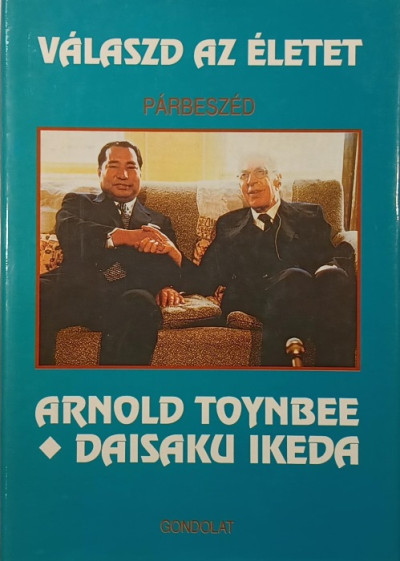 VÁLASZD AZ ÉLETET
PÁRBESZÉD
ARNOLD TOYNBEE
◆ DAISAKU IKEDA
GONDOLAT